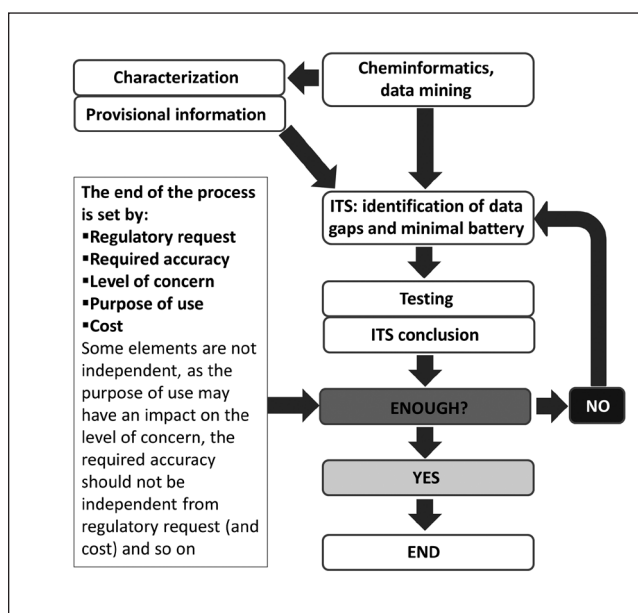 Characterization
Provisional information
Cheminformatics,
data mining
The end of the process
is set by:
▪Regulatory request
▪Required accuracy
▪Level of concern
▪Purpose of use
▪Cost
Some elements are not
independent, as the
purpose of use may
have an impact on the
level of concern, the
required accuracy
should not be
independent from
regulatory request (and
cost) and so on
ITS: identification of data
gaps and minimal battery
Testing
ITS conclusion
ENOUGH?
NO
YES
END